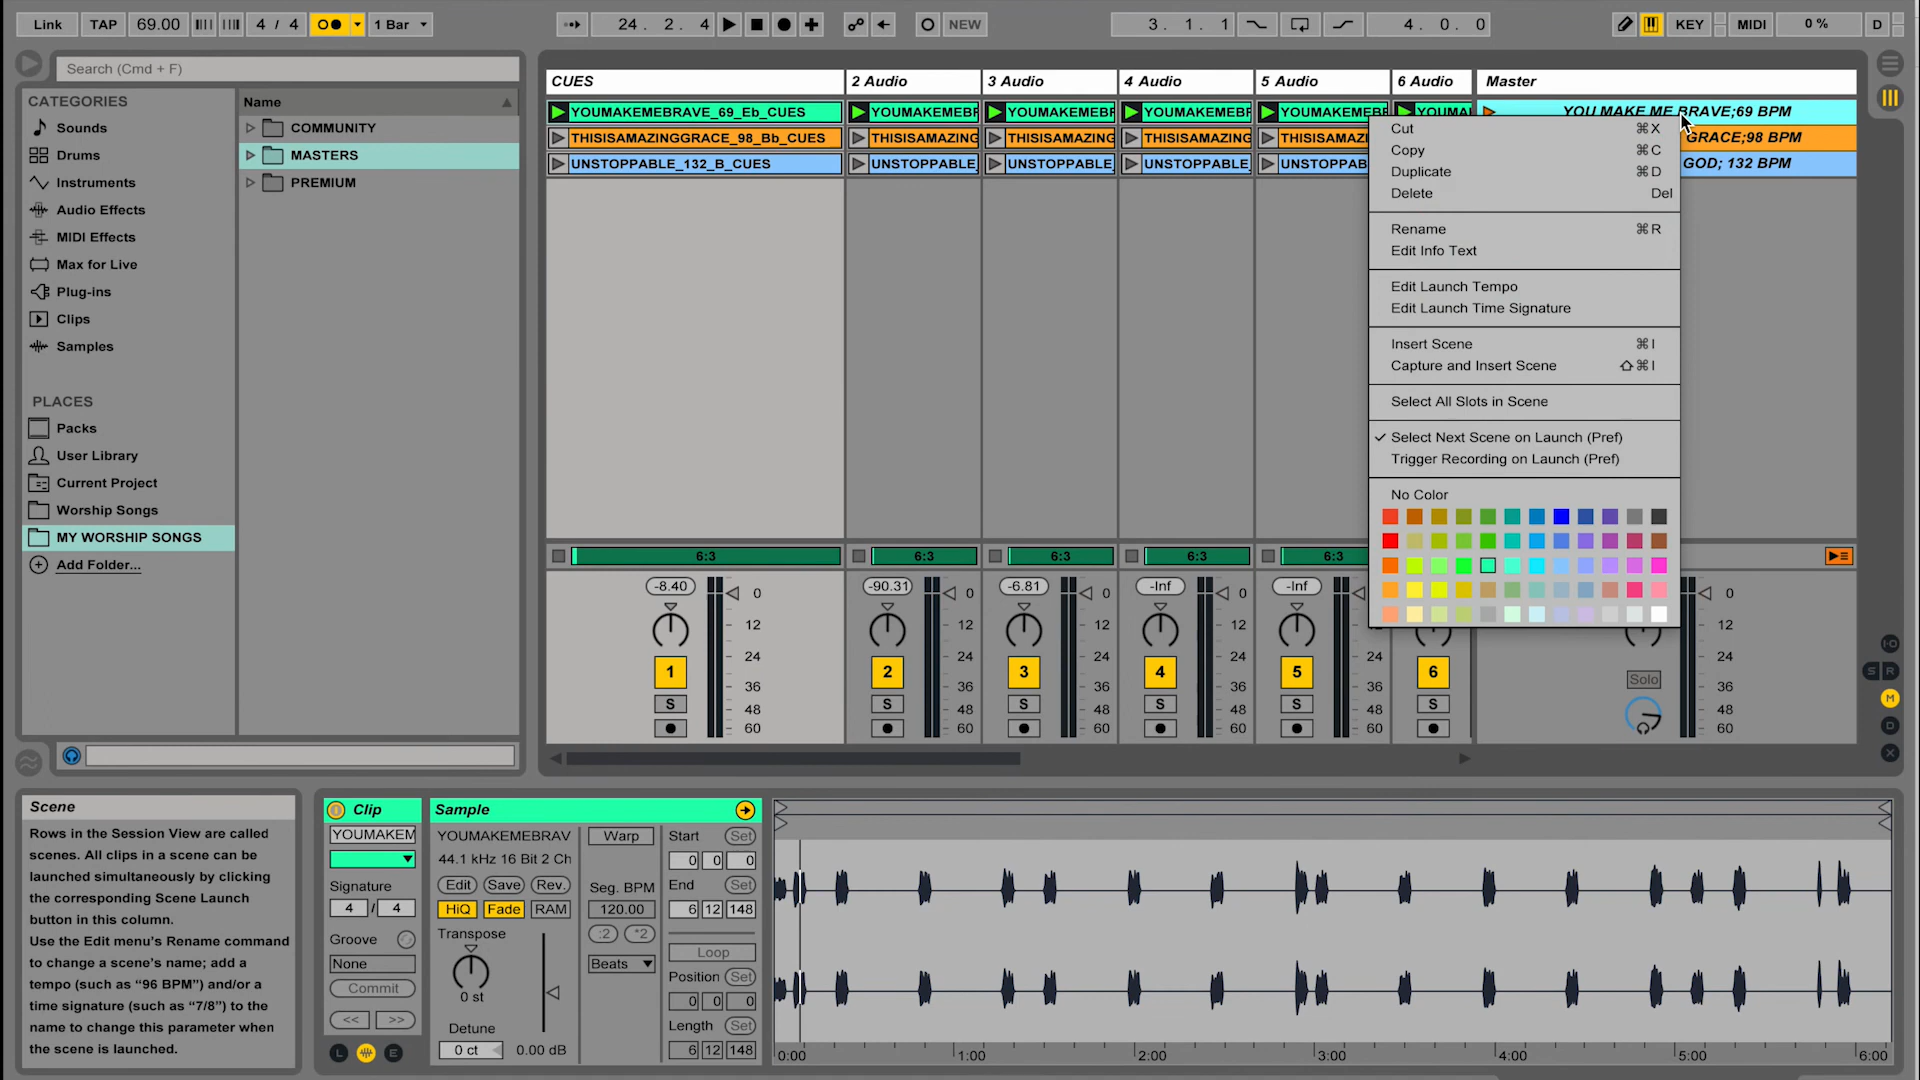 Link TAP 69.00 4 / 4 1 Bar 24. 2. 4 NEW 3. 1. 1 4. 0. 0 KEY MIDI 0 % D
Search (Cmd + F)
CATEGORIES
Sounds
Drums
Instruments
Audio Effects
MIDI Effects
Max for Live
Plug-ins
Clips
Samples
PLACES
Packs
User Library
Current Project
Worship Songs
MY WORSHIP SONGS
Add Folder...
Name
COMMUNITY
MASTERS
PREMIUM
CUES 2 Audio 3 Audio 4 Audio 5 Audio 6 Audio Master
YOUMAKEMEBRAVE_69_Eb_CUES YOUMAKEMEBF YOUMAKEMEBF YOUMAKEMEBF YOUMAKEMEBF YOUMA YOU MAKE ME BRAVE;69 BPM
THISISAMAZINGGRACE_98_Bb_CUES THISISAMAZING THISISAMAZING THISISAMAZING THISISAMAZI GRACE;98 BPM
UNSTOPPABLE_132_B_CUES UNSTOPPABLE_ UNSTOPPABLE_ UNSTOPPABLE_ UNSTOPPAB GOD; 132 BPM
Cut ⌘X
Copy ⌘C
Duplicate ⌘D
Delete Del
Rename ⌘R
Edit Info Text
Edit Launch Tempo
Edit Launch Time Signature
Insert Scene ⌘I
Capture and Insert Scene ⇧⌘I
Select All Slots in Scene
✓ Select Next Scene on Launch (Pref)
Trigger Recording on Launch (Pref)
No Color
6:3 6:3 6:3 6:3 6:3
-8.40 -90.31 -6.81 -Inf -Inf
0 0 0 0 0
12 12 12 12 12
24 24 24 24 24 24
36 36 36 36 36 36
48 48 48 48 48 48
60 60 60 60 60 60
1 2 3 4 5 6 Solo
S S S S S S
I-O
S R
M
D
X
Scene
Rows in the Session View are called
scenes. All clips in a scene can be
launched simultaneously by clicking
the corresponding Scene Launch
button in this column.
Use the Edit menu's Rename command
to change a scene's name; add a
tempo (such as “96 BPM”) and/or a
time signature (such as “7/8”) to the
name to change this parameter when
the scene is launched.
Clip
YOUMAKEM
Signature
4 / 4
Groove
None
Commit
<< >>
L E
Sample
YOUMAKEMEBRAV
44.1 kHz 16 Bit 2 Ch
Edit Save Rev.
HiQ Fade RAM
Transpose
0 st
Detune
0 ct 0.00 dB
Warp
Seg. BPM
120.00
:2 *2
Beats
Start Set
0 0 0
End Set
6 12 148
Loop
Position Set
0 0 0
Length Set
6 12 148
0:00 1:00 2:00 3:00 4:00 5:00 6:00